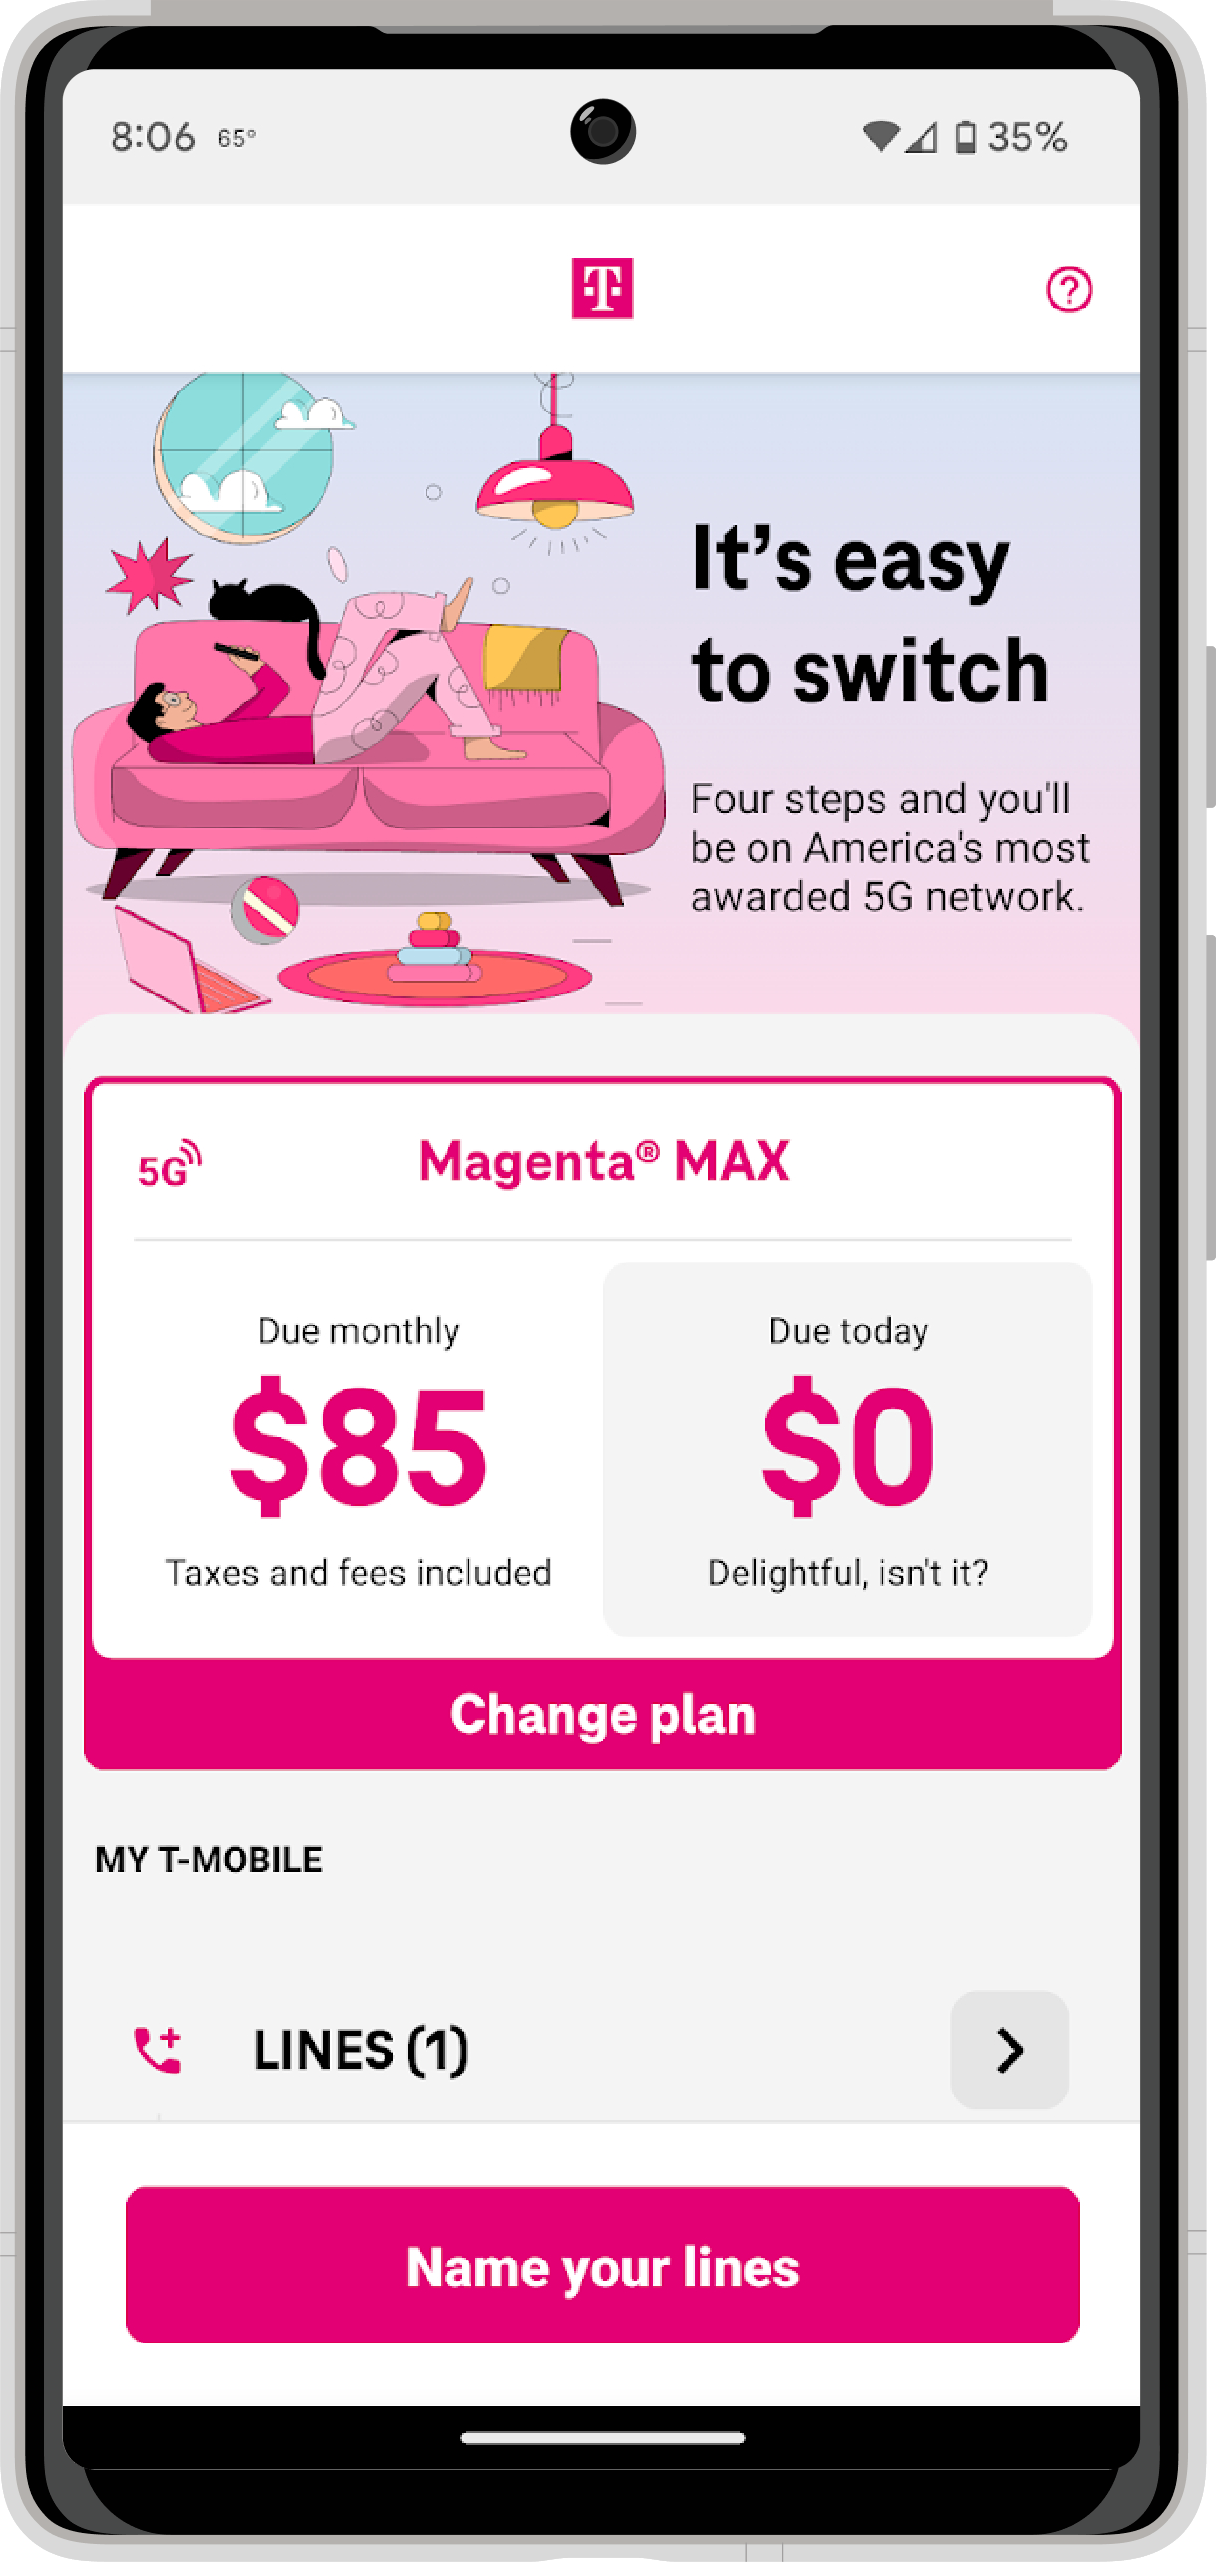 8:06 65° 35%
T
It's easy
to switch
Four steps and you'll
be on America's most
awarded 5G network.
5G Magenta® MAX
Due monthly
$85
Taxes and fees included
Due today
$0
Delightful, isn't it?
Change plan
MY T-MOBILE
LINES (1)
Name your lines